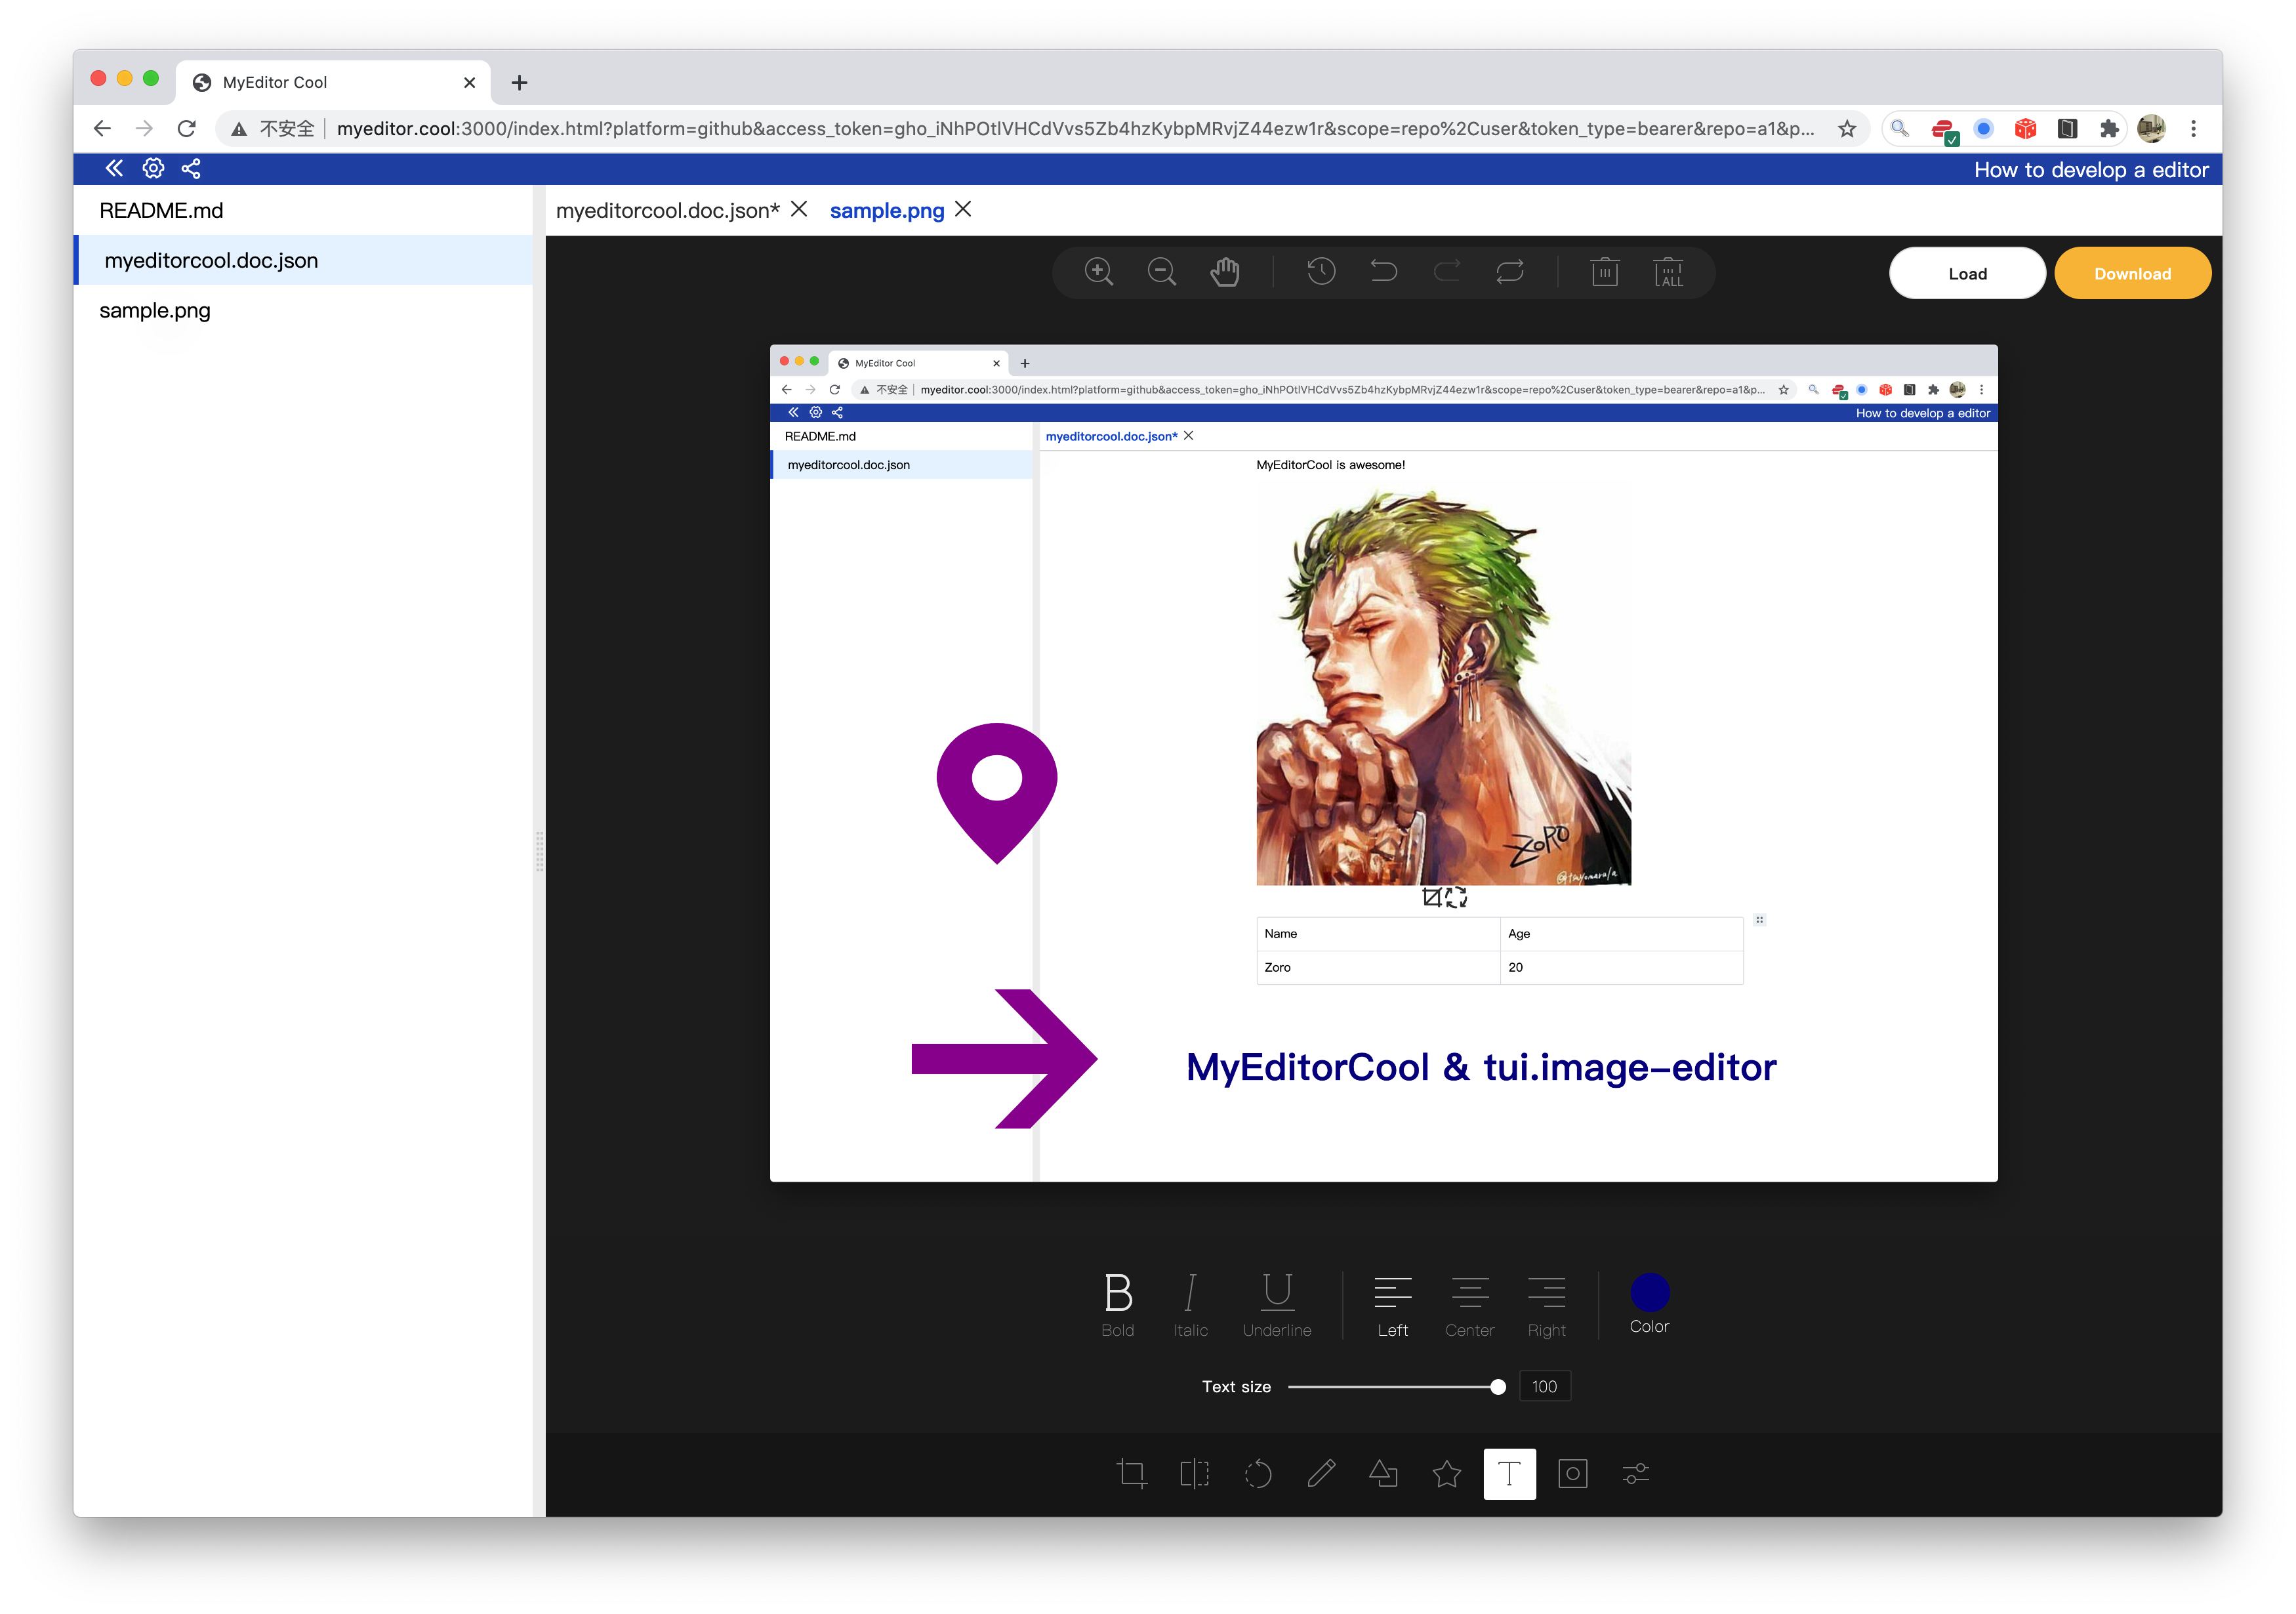 MyEditor Cool
不安全 myeditor.cool:3000/index.html?platform=github&access_token=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&scope=repo%2Cuser&token_type=bearer&repo=a1&p...
How to develop a editor
README.md
myeditorcool.doc.json
sample.png
myeditorcool.doc.json* sample.png
ALL
Load
Download
MyEditor Cool
不安全 myeditor.cool:3000/index.html?platform=github&access_token=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&scope=repo%2Cuser&token_type=bearer&repo=a1&p...
How to develop a editor
README.md
myeditorcool.doc.json
myeditorcool.doc.json*
MyEditorCool is awesome!
ZORO
Name Age
Zoro 20
MyEditorCool & tui.image-editor
B I U
Bold Italic Underline Left Center Right Color
Text size 100
T